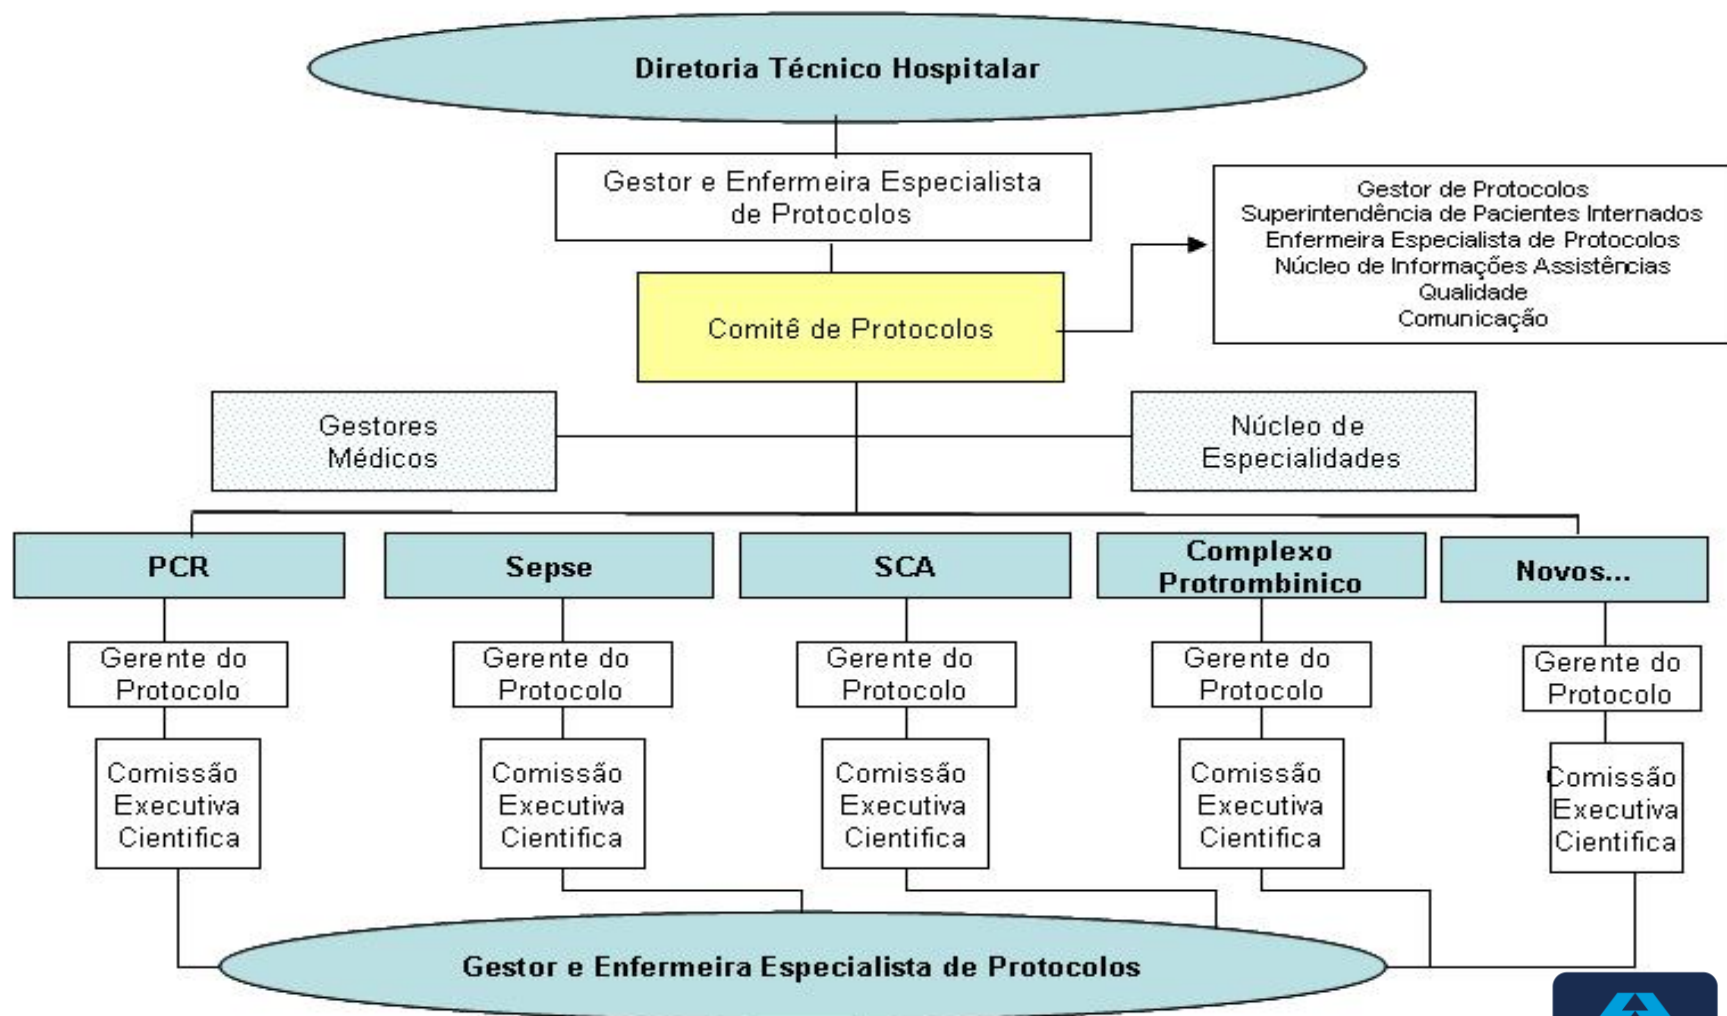 Diretoria Técnico Hospitalar
Gestor e Enfermeira Especialista
de Protocolos
Gestor de Protocolos
Superintendência de Pacientes Internados
Enfermeira Especialista de Protocolos
Núcleo de Informações Assistências
Qualidade
Comunicação
Comitê de Protocolos
Gestores
Médicos
Núcleo de
Especialidades
PCR
Sepse
SCA
Complexo
Protrombinico
Novos...
Gerente do
Protocolo
Gerente do
Protocolo
Gerente do
Protocolo
Gerente do
Protocolo
Gerente do
Protocolo
Comissão
Executiva
Cientifica
Comissão
Executiva
Cientifica
Comissão
Executiva
Cientifica
Comissão
Executiva
Cientifica
Comissão
Executiva
Cientifica
Gestor e Enfermeira Especialista de Protocolos